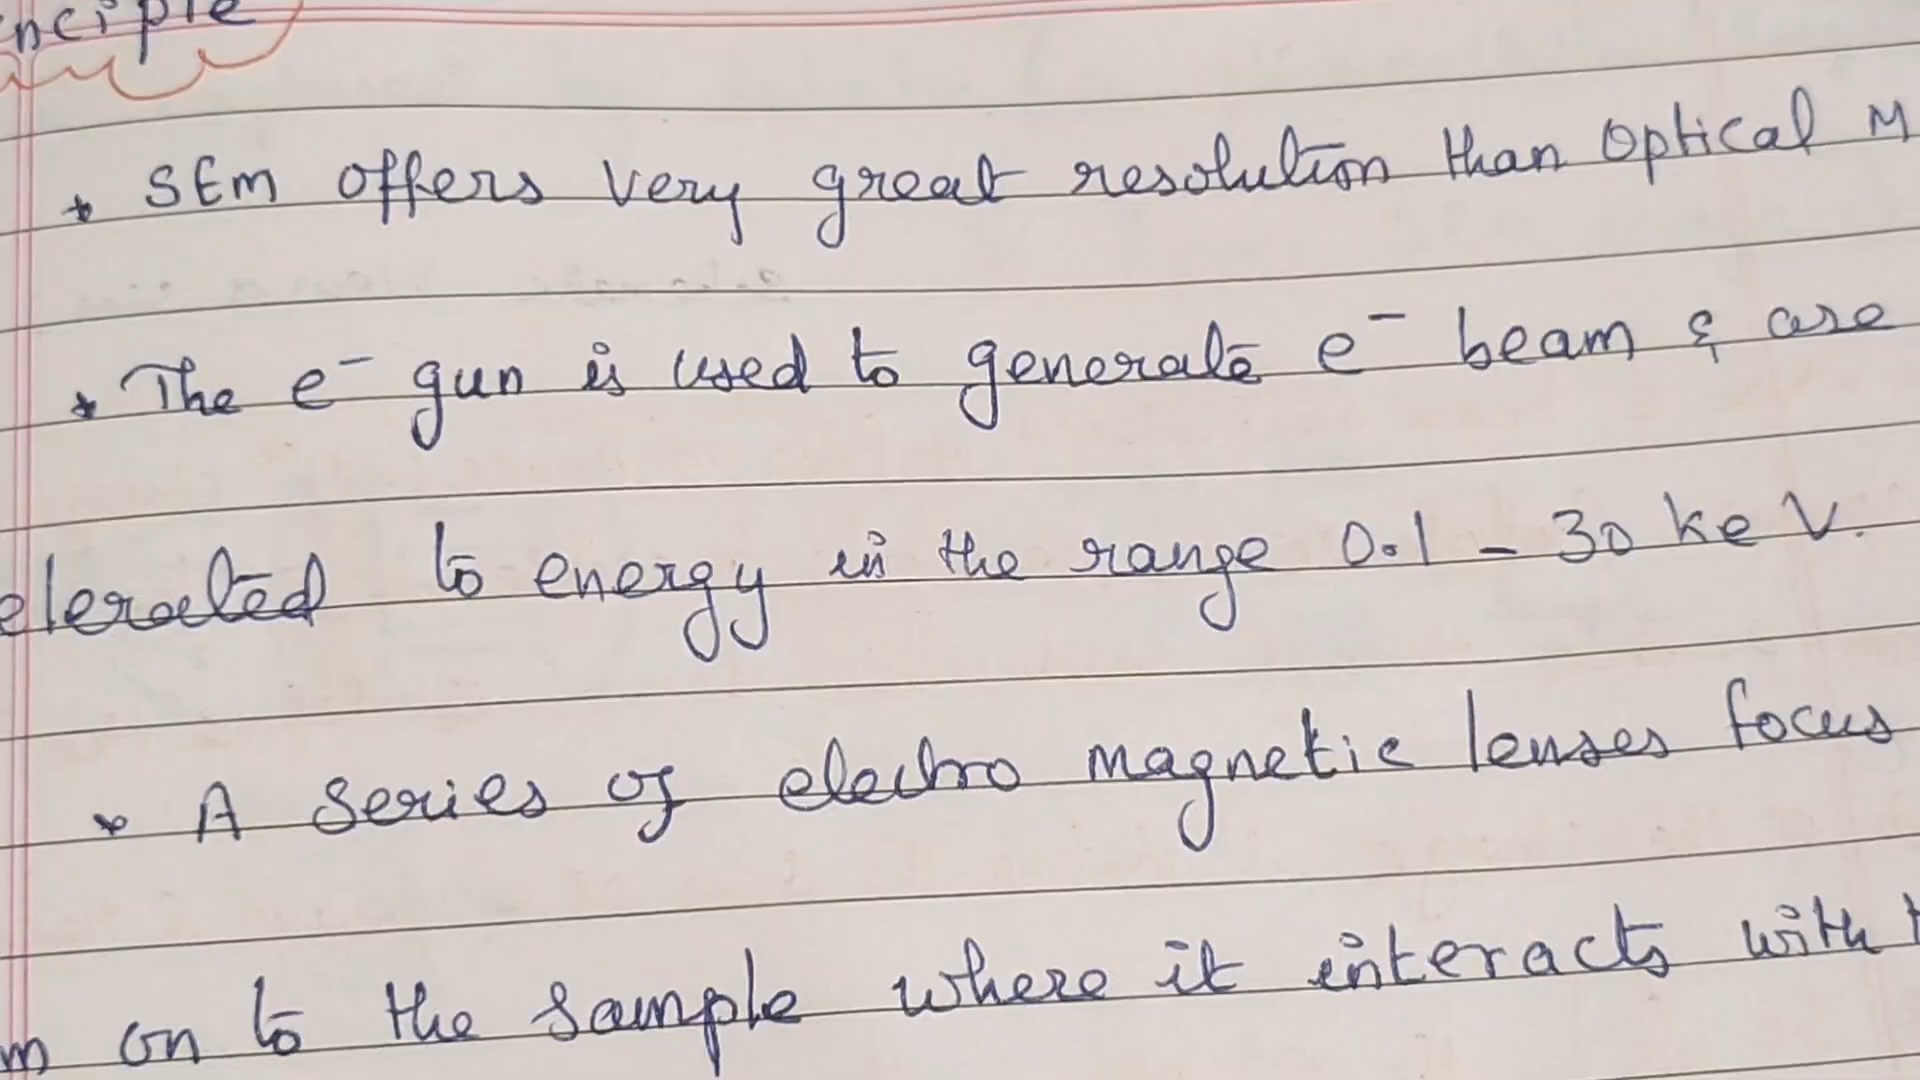 nciple
* SEM offers very great resolution than optical M
* The e⁻ gun is used to generate e⁻ beam & are
elerated to energy in the range 0.1 - 30 keV.
* A series of electro magnetic lenses focus
m on to the sample where it interacts with t